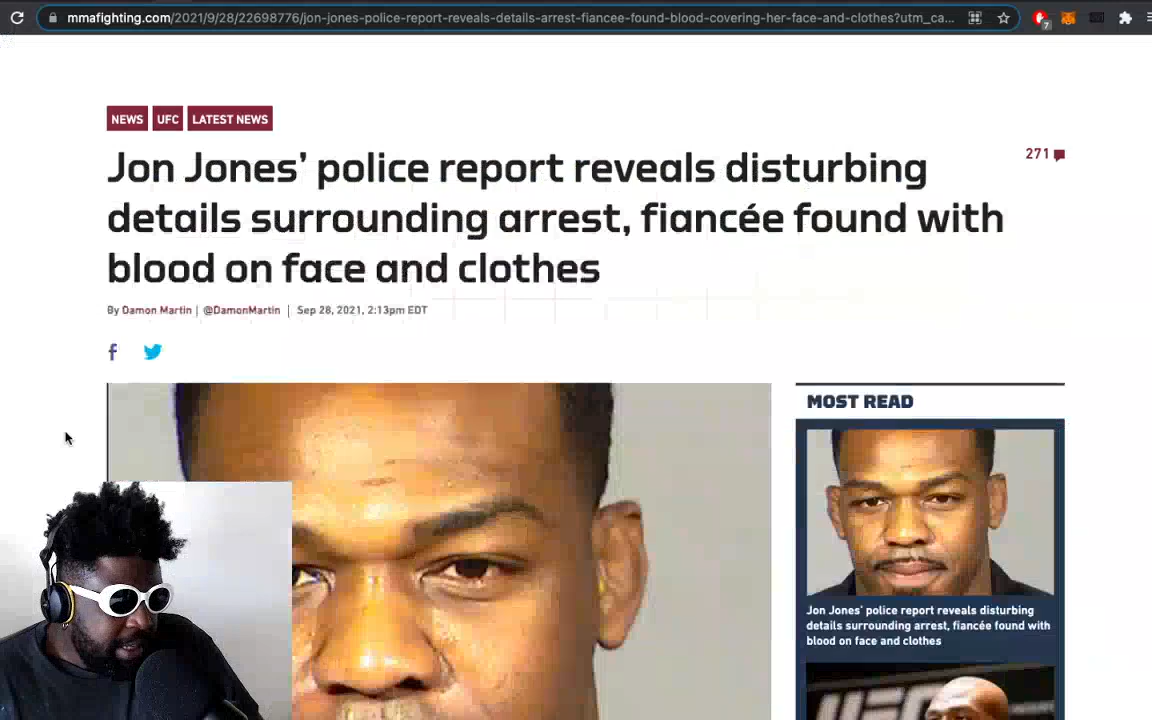 mmafighting.com/2021/9/28/22698776/jon-jones-police-report-reveals-details-arrest-fiancee-found-blood-covering-her-face-and-clothes?utm_ca...
7
NEWS UFC LATEST NEWS
Jon Jones’ police report reveals disturbing
details surrounding arrest, fiancée found with
blood on face and clothes
271
By Damon Martin | @DamonMartin | Sep 28, 2021, 2:13pm EDT
MOST READ
Jon Jones’ police report reveals disturbing
details surrounding arrest, fiancée found with
blood on face and clothes